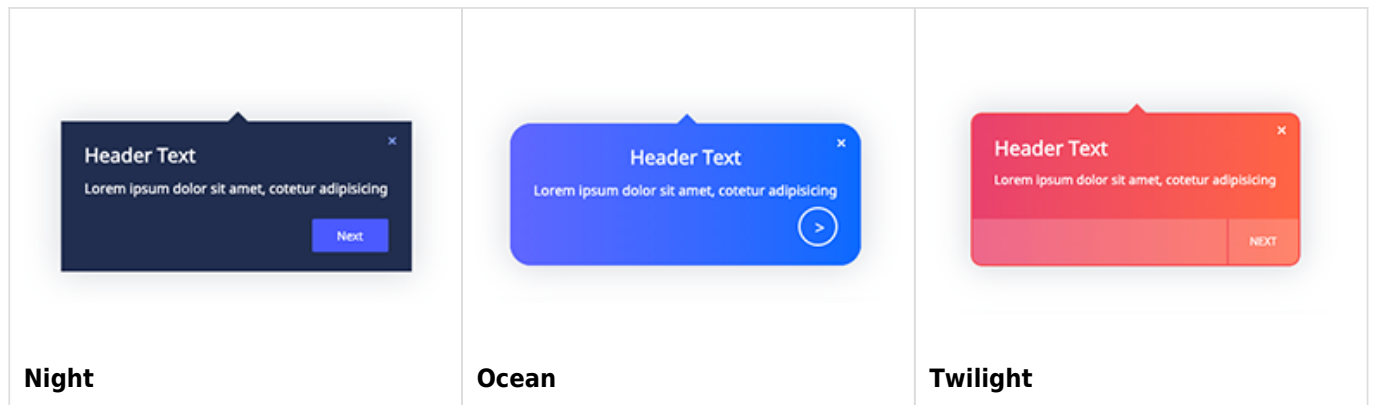 ×
Header Text
Lorem ipsum dolor sit amet, cotetur adipisicing
Next
Night
×
Header Text
Lorem ipsum dolor sit amet, cotetur adipisicing
>
Ocean
×
Header Text
Lorem ipsum dolor sit amet, cotetur adipisicing
NEXT
Twilight